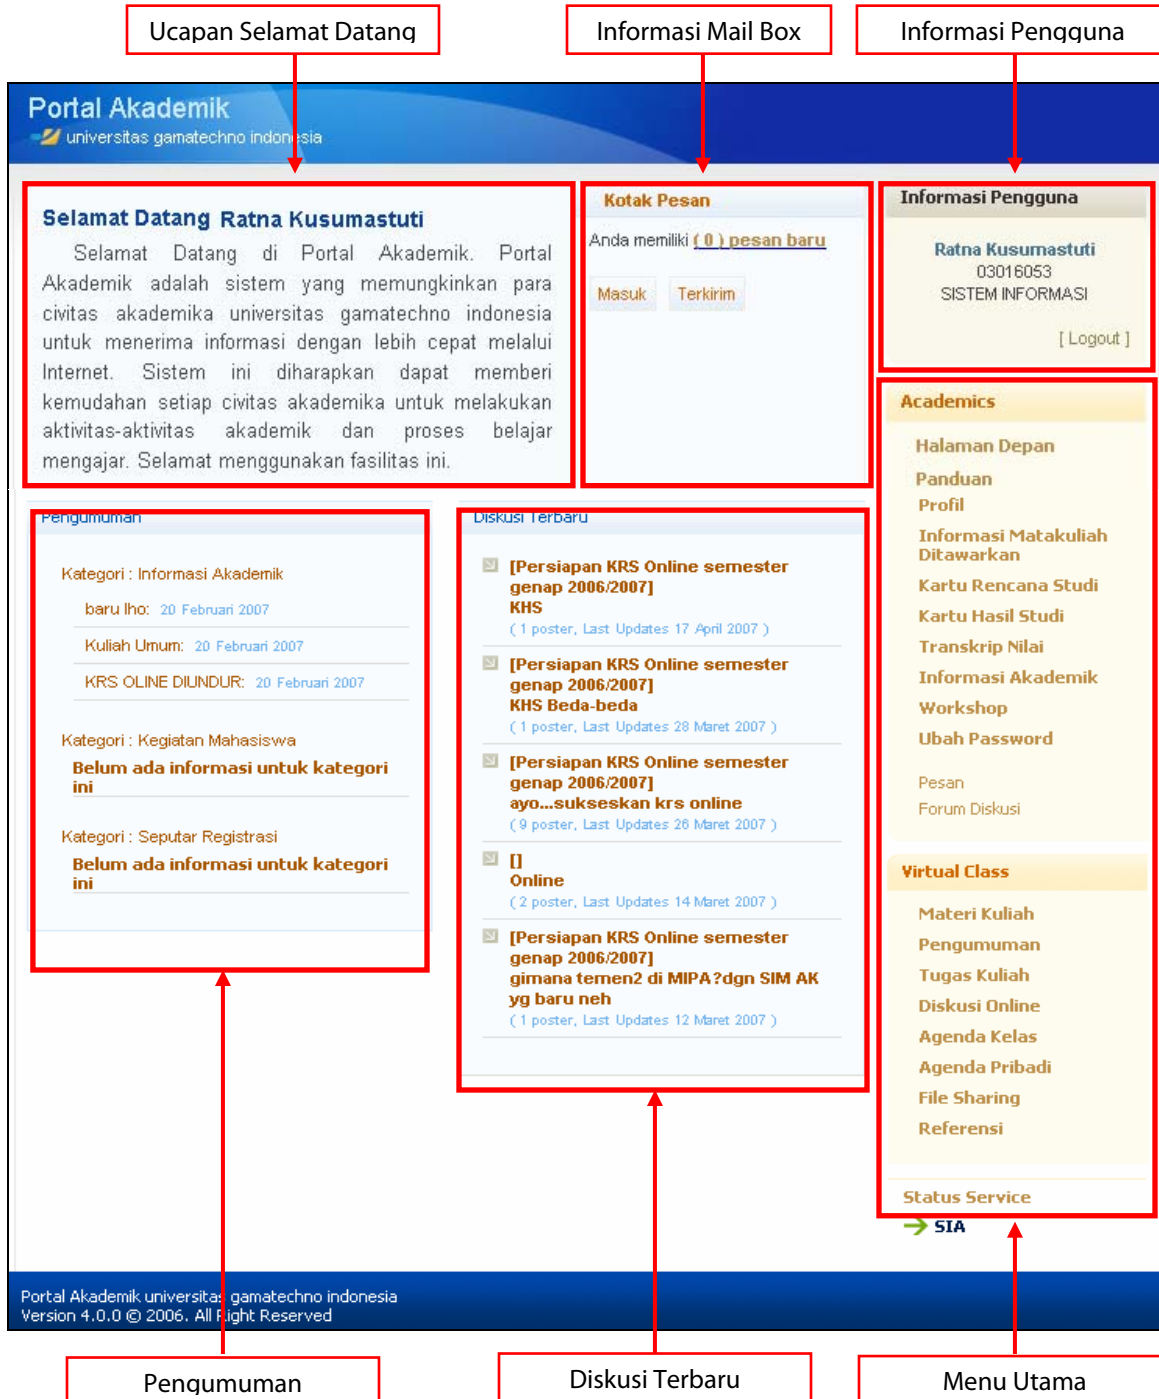 Ucapan Selamat Datang
Informasi Mail Box
Informasi Pengguna
Portal Akademik
universitas gamatechno indonesia
Selamat Datang Ratna Kusumastuti
Selamat Datang di Portal Akademik. Portal
Akademik adalah sistem yang memungkinkan para
civitas akademika universitas gamatechno indonesia
untuk menerima informasi dengan lebih cepat melalui
Internet. Sistem ini diharapkan dapat memberi
kemudahan setiap civitas akademika untuk melakukan
aktivitas-aktivitas akademik dan proses belajar
mengajar. Selamat menggunakan fasilitas ini.
Kotak Pesan
Anda memiliki ( 0 ) pesan baru
Masuk Terkirim
Informasi Pengguna
Ratna Kusumastuti
03016053
SISTEM INFORMASI
[ Logout ]
Pengumuman
Kategori : Informasi Akademik
baru lho: 20 Februari 2007
Kuliah Umum: 20 Februari 2007
KRS OLINE DIUNDUR: 20 Februari 2007
Kategori : Kegiatan Mahasiswa
Belum ada informasi untuk kategori
ini
Kategori : Seputar Registrasi
Belum ada informasi untuk kategori
ini
Diskusi Terbaru
[Persiapan KRS Online semester
genap 2006/2007]
KHS
( 1 poster, Last Updates 17 April 2007 )
[Persiapan KRS Online semester
genap 2006/2007]
KHS Beda-beda
( 1 poster, Last Updates 28 Maret 2007 )
[Persiapan KRS Online semester
genap 2006/2007]
ayo...sukseskan krs online
( 9 poster, Last Updates 26 Maret 2007 )
[]
Online
( 2 poster, Last Updates 14 Maret 2007 )
[Persiapan KRS Online semester
genap 2006/2007]
gimana temen2 di MIPA?dgn SIM AK
yg baru neh
( 1 poster, Last Updates 12 Maret 2007 )
Academics
Halaman Depan
Panduan
Profil
Informasi Matakuliah
Ditawarkan
Kartu Rencana Studi
Kartu Hasil Studi
Transkrip Nilai
Informasi Akademik
Workshop
Ubah Password
Pesan
Forum Diskusi
Virtual Class
Materi Kuliah
Pengumuman
Tugas Kuliah
Diskusi Online
Agenda Kelas
Agenda Pribadi
File Sharing
Referensi
Status Service
SIA
Portal Akademik universitas gamatechno indonesia
Version 4.0.0 © 2006. All Right Reserved
Pengumuman
Diskusi Terbaru
Menu Utama